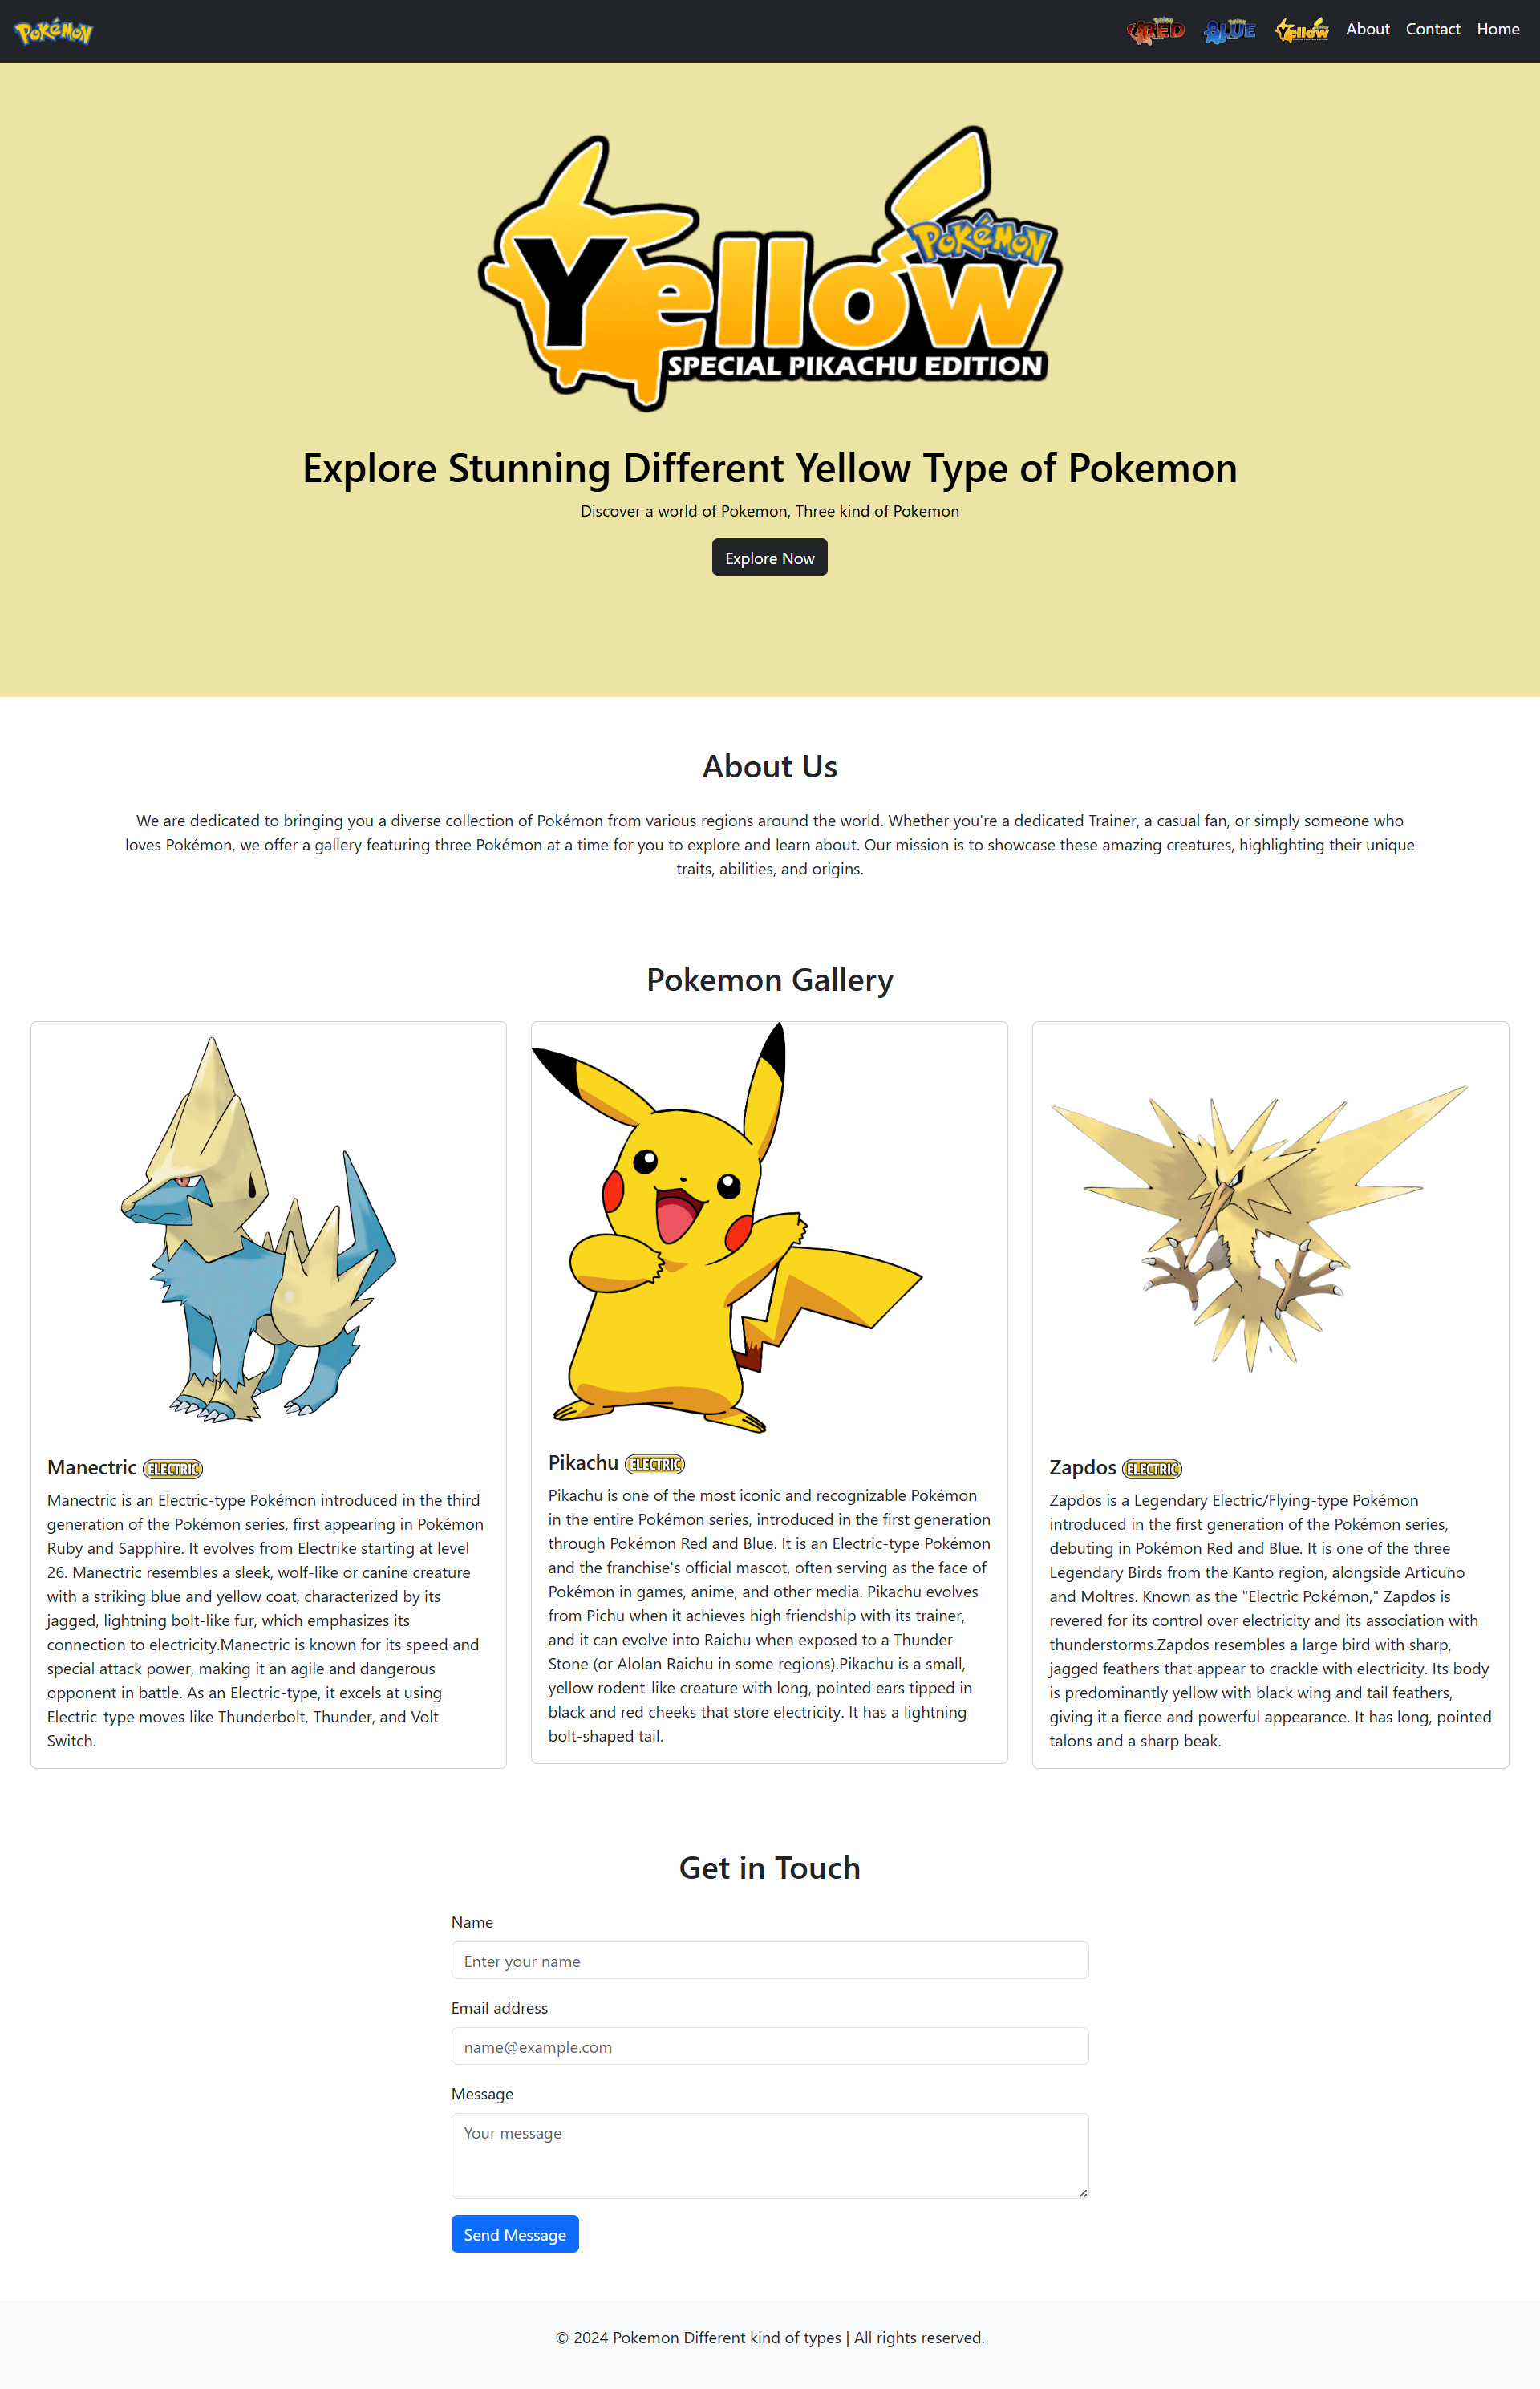 POKéMON
POKéMON
RED
POKéMON
BLUE
Yellow
About
Contact
Home
Yellow
POKéMON
SPECIAL PIKACHU EDITION
Explore Stunning Different Yellow Type of Pokemon
Discover a world of Pokemon, Three kind of Pokemon
Explore Now
About Us
We are dedicated to bringing you a diverse collection of Pokémon from various regions around the world. Whether you're a dedicated Trainer, a casual fan, or simply someone who
loves Pokémon, we offer a gallery featuring three Pokémon at a time for you to explore and learn about. Our mission is to showcase these amazing creatures, highlighting their unique
traits, abilities, and origins.
Pokemon Gallery
Manectric ELECTRIC
Manectric is an Electric-type Pokémon introduced in the third
generation of the Pokémon series, first appearing in Pokémon
Ruby and Sapphire. It evolves from Electrike starting at level
26. Manectric resembles a sleek, wolf-like or canine creature
with a striking blue and yellow coat, characterized by its
jagged, lightning bolt-like fur, which emphasizes its
connection to electricity.Manectric is known for its speed and
special attack power, making it an agile and dangerous
opponent in battle. As an Electric-type, it excels at using
Electric-type moves like Thunderbolt, Thunder, and Volt
Switch.
Pikachu ELECTRIC
Pikachu is one of the most iconic and recognizable Pokémon
in the entire Pokémon series, introduced in the first generation
through Pokémon Red and Blue. It is an Electric-type Pokémon
and the franchise's official mascot, often serving as the face of
Pokémon in games, anime, and other media. Pikachu evolves
from Pichu when it achieves high friendship with its trainer,
and it can evolve into Raichu when exposed to a Thunder
Stone (or Alolan Raichu in some regions).Pikachu is a small,
yellow rodent-like creature with long, pointed ears tipped in
black and red cheeks that store electricity. It has a lightning
bolt-shaped tail.
Zapdos ELECTRIC
Zapdos is a Legendary Electric/Flying-type Pokémon
introduced in the first generation of the Pokémon series,
debuting in Pokémon Red and Blue. It is one of the three
Legendary Birds from the Kanto region, alongside Articuno
and Moltres. Known as the "Electric Pokémon," Zapdos is
revered for its control over electricity and its association with
thunderstorms.Zapdos resembles a large bird with sharp,
jagged feathers that appear to crackle with electricity. Its body
is predominantly yellow with black wing and tail feathers,
giving it a fierce and powerful appearance. It has long, pointed
talons and a sharp beak.
Get in Touch
Name
Enter your name
Email address
name@example.com
Message
Your message
Send Message
© 2024 Pokemon Different kind of types | All rights reserved.